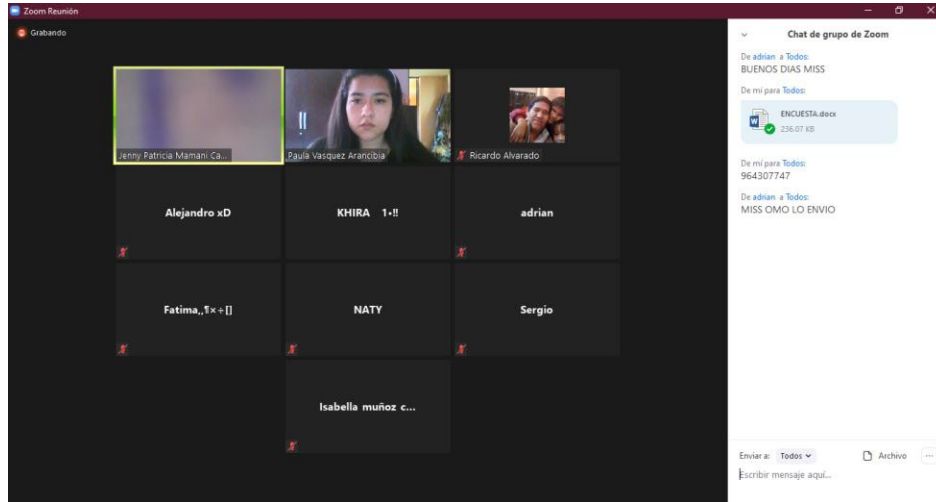 Zoom Reunión
Grabando
Jenny Patricia Mamani Ca...
Paula Vasquez Arancibia
Ricardo Alvarado
Alejandro xD
KHIRA 1•!!
adrian
Fatima,,¶×÷[]
NATY
Sergio
Isabella muñoz c...
Chat de grupo de Zoom
De adrian a Todos:
BUENOS DIAS MISS
De mí para Todos:
ENCUESTA.docx
236.07 KB
De mí para Todos:
964307747
De adrian a Todos:
MISS OMO LO ENVIO
Enviar a: Todos
Archivo
Escribir mensaje aquí...